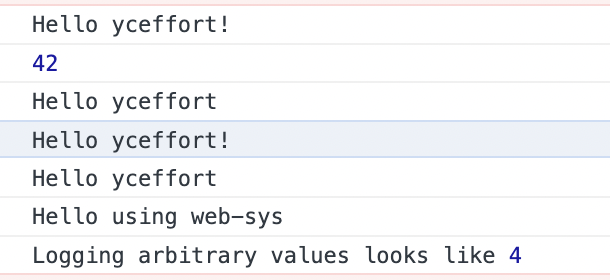 Hello yceffort!
42
Hello yceffort
Hello yceffort!
Hello yceffort
Hello using web-sys
Logging arbitrary values looks like 4